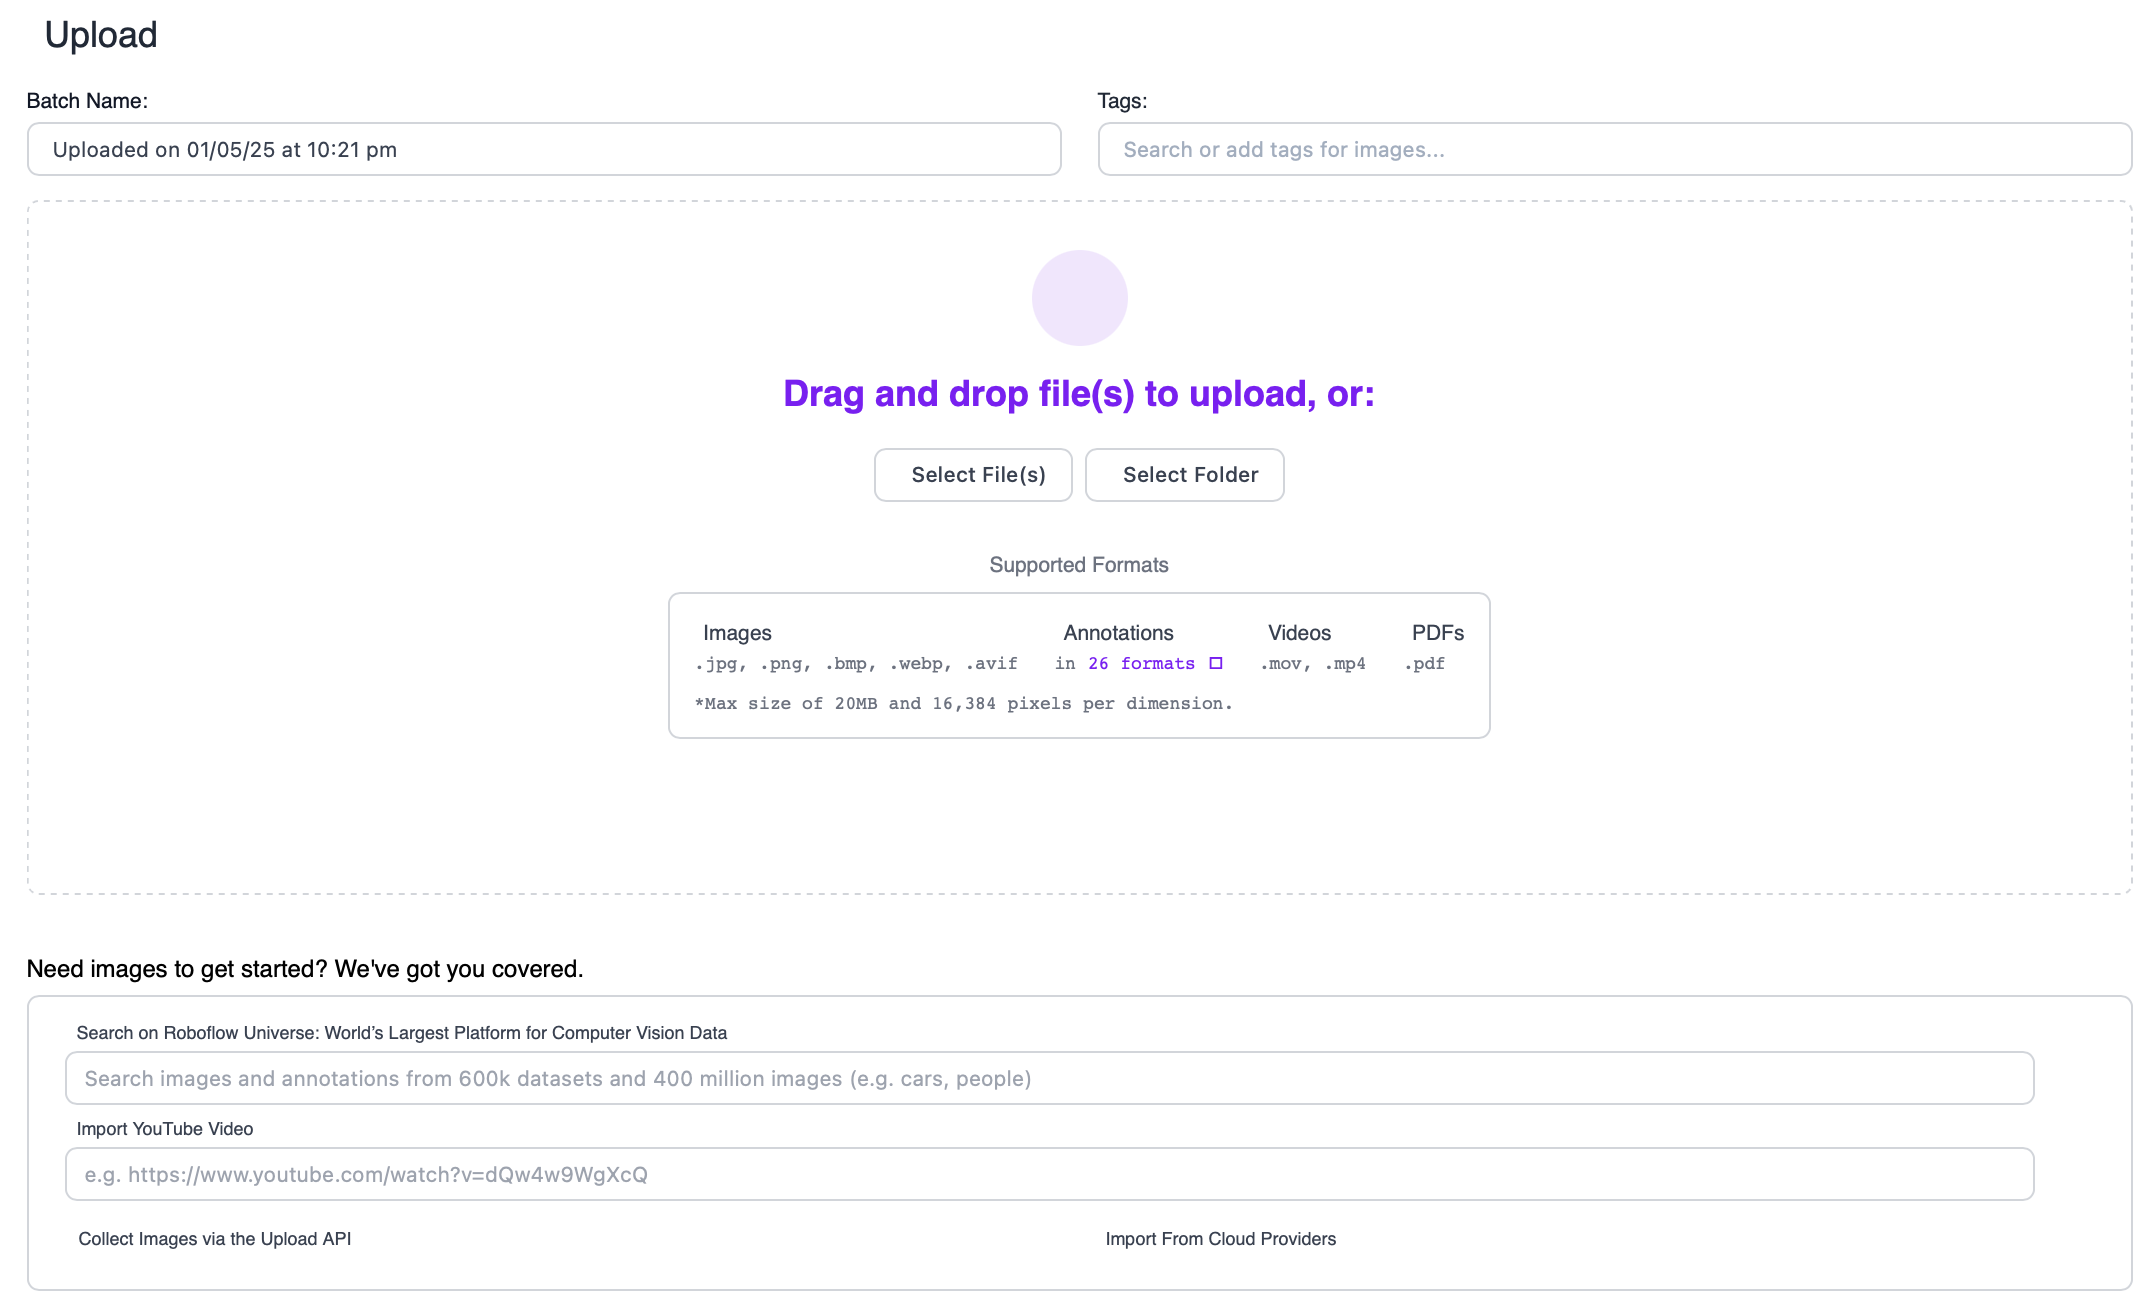 Upload
Batch Name:
Uploaded on 01/05/25 at 10:21 pm
Tags:
Search or add tags for images...
Drag and drop file(s) to upload, or:
Select File(s)
Select Folder
Supported Formats
Images
.jpg, .png, .bmp, .webp, .avif
Annotations
in 26 formats
Videos
.mov, .mp4
PDFs
.pdf
*Max size of 20MB and 16,384 pixels per dimension.
Need images to get started? We've got you covered.
Search on Roboflow Universe: World’s Largest Platform for Computer Vision Data
Search images and annotations from 600k datasets and 400 million images (e.g. cars, people)
Import YouTube Video
e.g. https://www.youtube.com/watch?v=dQw4w9WgXcQ
Collect Images via the Upload API
Import From Cloud Providers